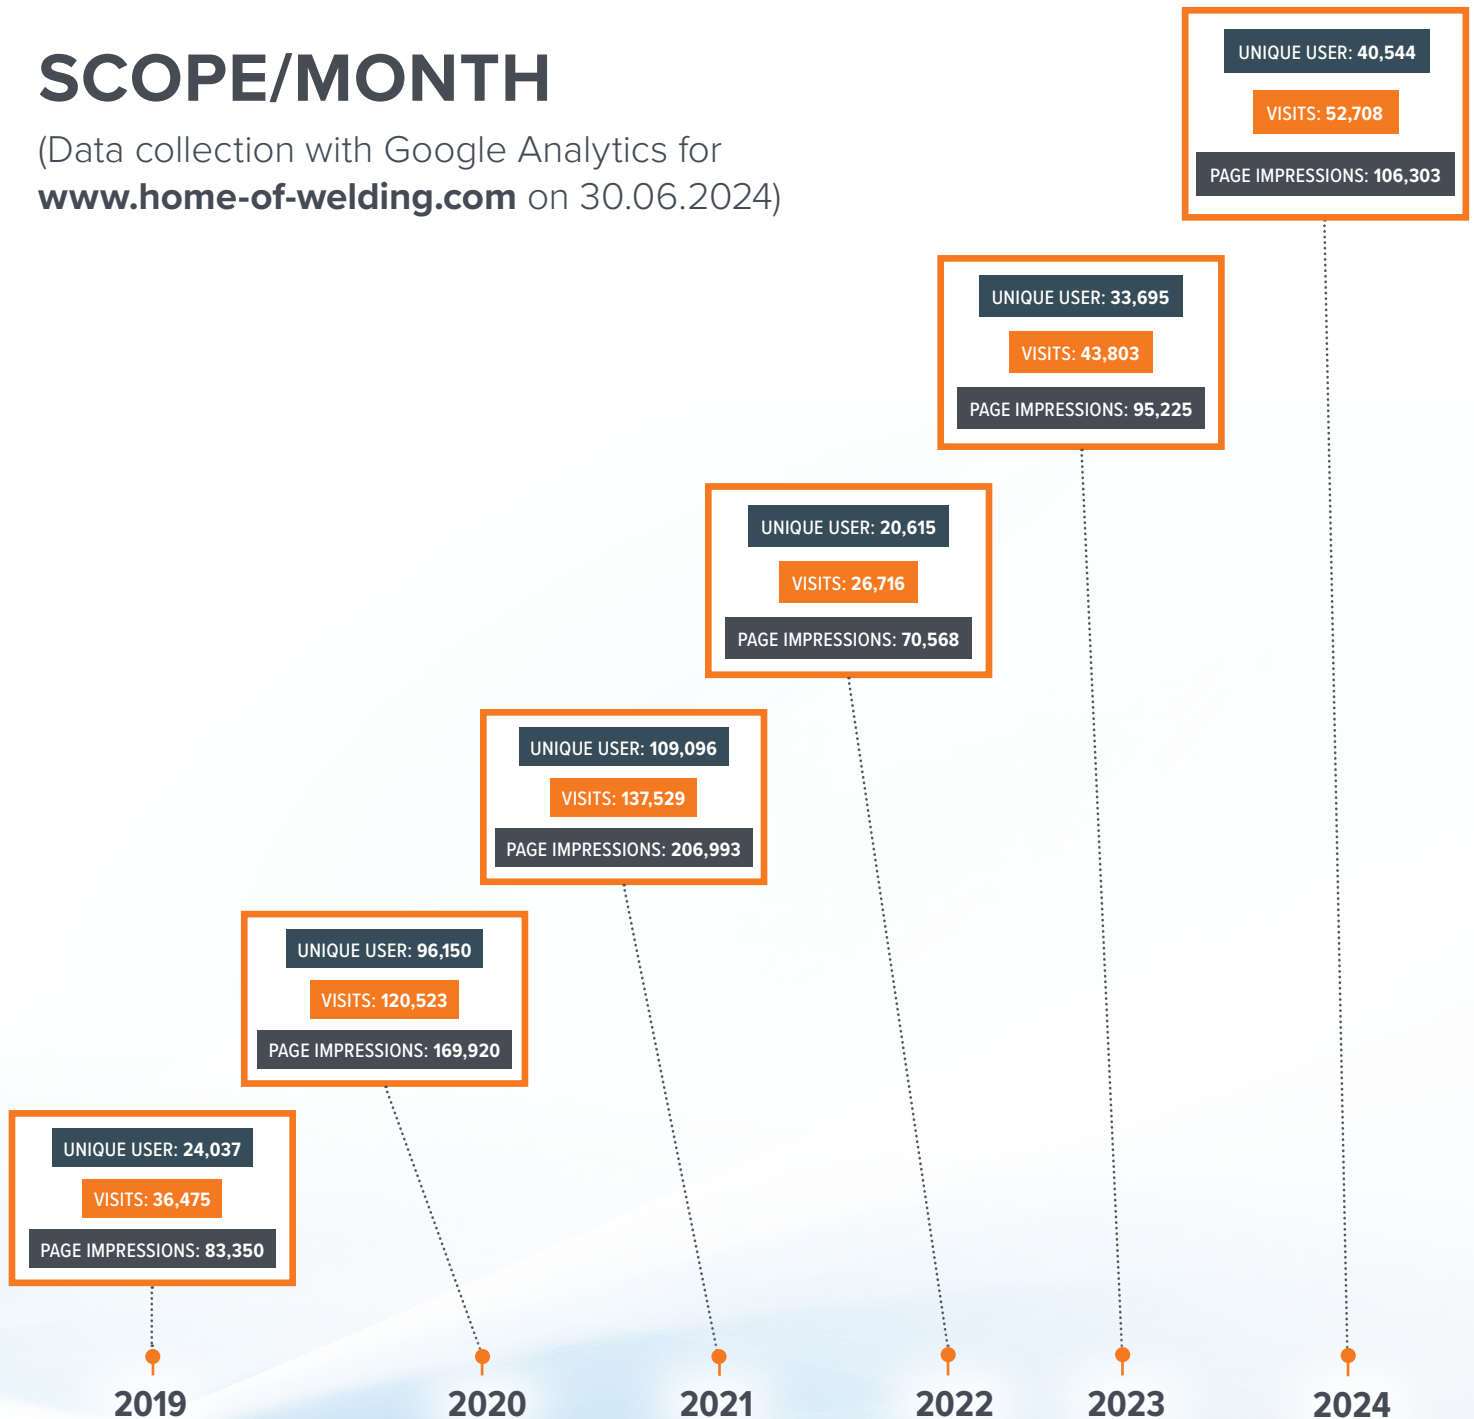 SCOPE/MONTH
(Data collection with Google Analytics for
www.home-of-welding.com on 30.06.2024)
UNIQUE USER: 40,544
VISITS: 52,708
PAGE IMPRESSIONS: 106,303
UNIQUE USER: 33,695
VISITS: 43,803
PAGE IMPRESSIONS: 95,225
UNIQUE USER: 20,615
VISITS: 26,716
PAGE IMPRESSIONS: 70,568
UNIQUE USER: 109,096
VISITS: 137,529
PAGE IMPRESSIONS: 206,993
UNIQUE USER: 96,150
VISITS: 120,523
PAGE IMPRESSIONS: 169,920
UNIQUE USER: 24,037
VISITS: 36,475
PAGE IMPRESSIONS: 83,350
2019 2020 2021 2022 2023 2024